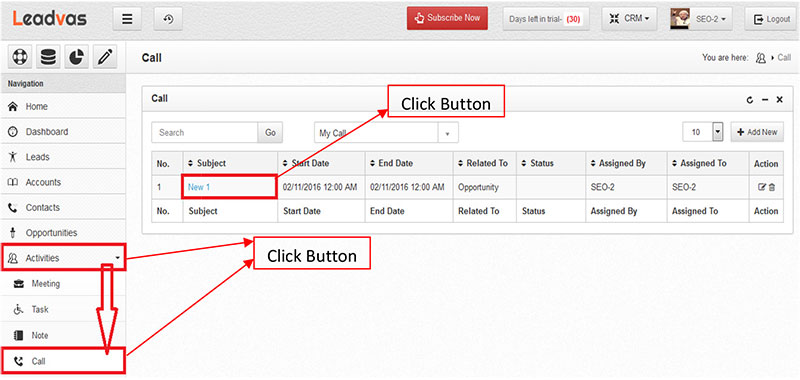 Leadvas
Subscribe Now
Days left in trial- (30)
CRM
SEO-2
Logout
Call
You are here: Call
Navigation
Home
Dashboard
Leads
Accounts
Contacts
Opportunities
Activities
Meeting
Task
Note
Call
Call
Click Button
Search Go My Call 10 Add New
No. Subject Start Date End Date Related To Status Assigned By Assigned To Action
1 New 1 02/11/2016 12:00 AM 02/11/2016 12:00 AM Opportunity SEO-2 SEO-2
No. Subject Start Date End Date Related To Status Assigned By Assigned To Action
Click Button